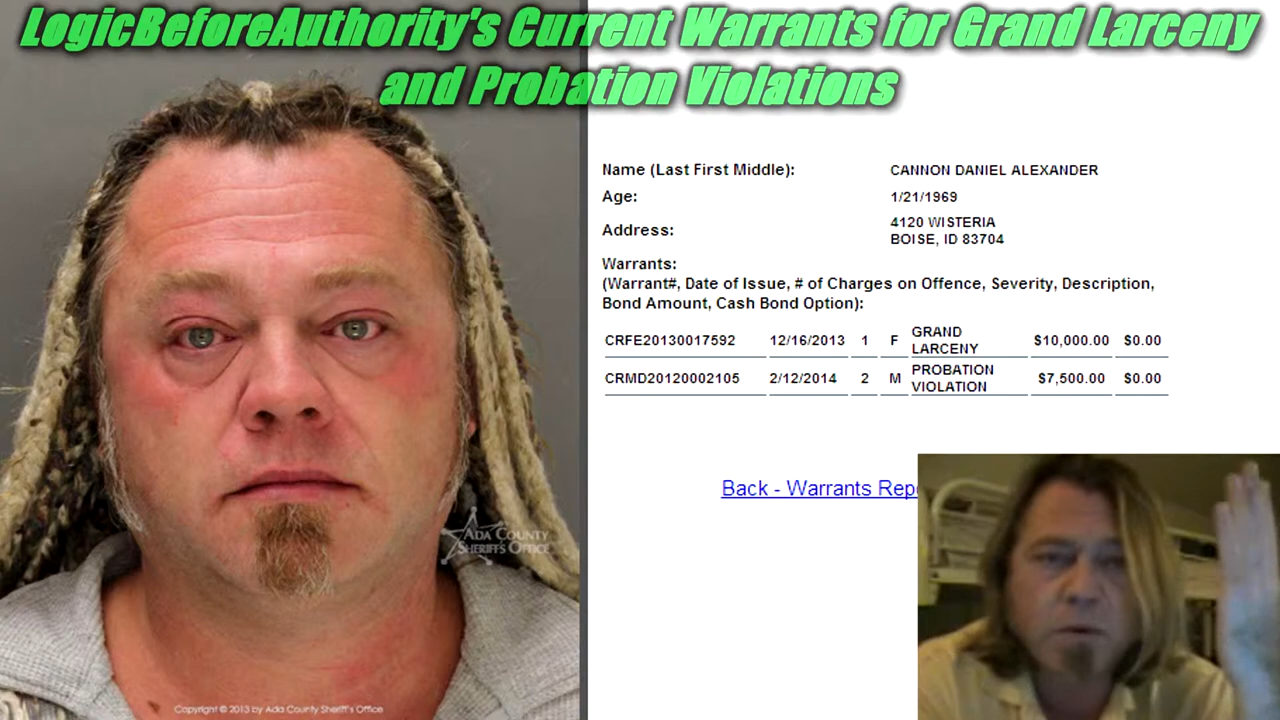 LogicBeforeAuthority's Current Warrants for Grand Larceny
and Probation Violations
Name (Last First Middle): CANNON DANIEL ALEXANDER
Age: 1/21/1969
Address: 4120 WISTERIA
BOISE, ID 83704
Warrants:
(Warrant#, Date of Issue, # of Charges on Offence, Severity, Description,
Bond Amount, Cash Bond Option):
CRFE20130017592 12/16/2013 1 F GRAND LARCENY $10,000.00 $0.00
CRMD20120002105 2/12/2014 2 M PROBATION VIOLATION $7,500.00 $0.00
Back - Warrants Repo
ADA COUNTY
SHERIFF'S OFFICE
Copyright © 2013 by Ada County Sheriff's Office